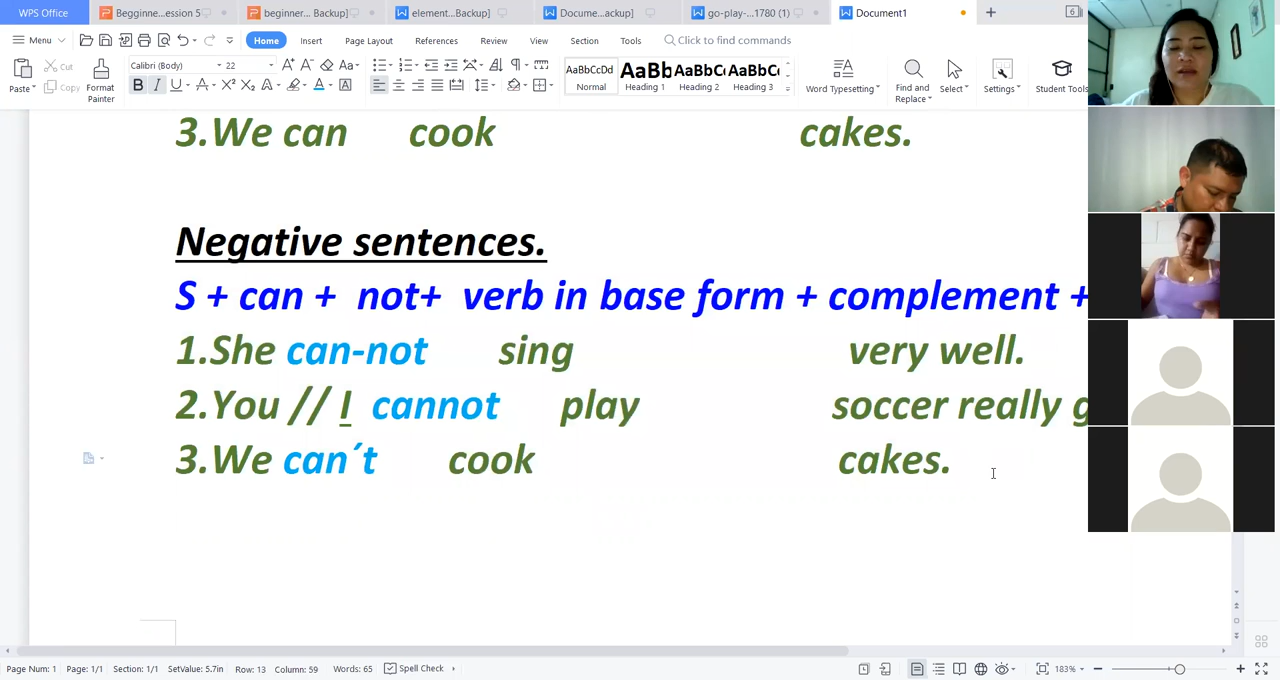 WPS Office Begginne...ession 5 beginner... Backup] element...Backup] Docume...ackup] go-play-...1780 (1) Document1 6
Menu Home Insert Page Layout References Review View Section Tools Click to find commands
Calibri (Body) 22 AaBbCcDd AaBb AaBbCc AaBbCc
Paste Cut Copy Format Painter Normal Heading 1 Heading 2 Heading 3 Word Typesetting Find and Replace Select Settings Student Tools
3.We can cook cakes.
Negative sentences.
S + can + not+ verb in base form + complement +
1.She can-not sing very well.
2.You // I cannot play soccer really g
3.We can´t cook cakes.
Page Num: 1 Page: 1/1 Section: 1/1 SetValue: 5.7in Row: 13 Column: 59 Words: 65 Spell Check 183%